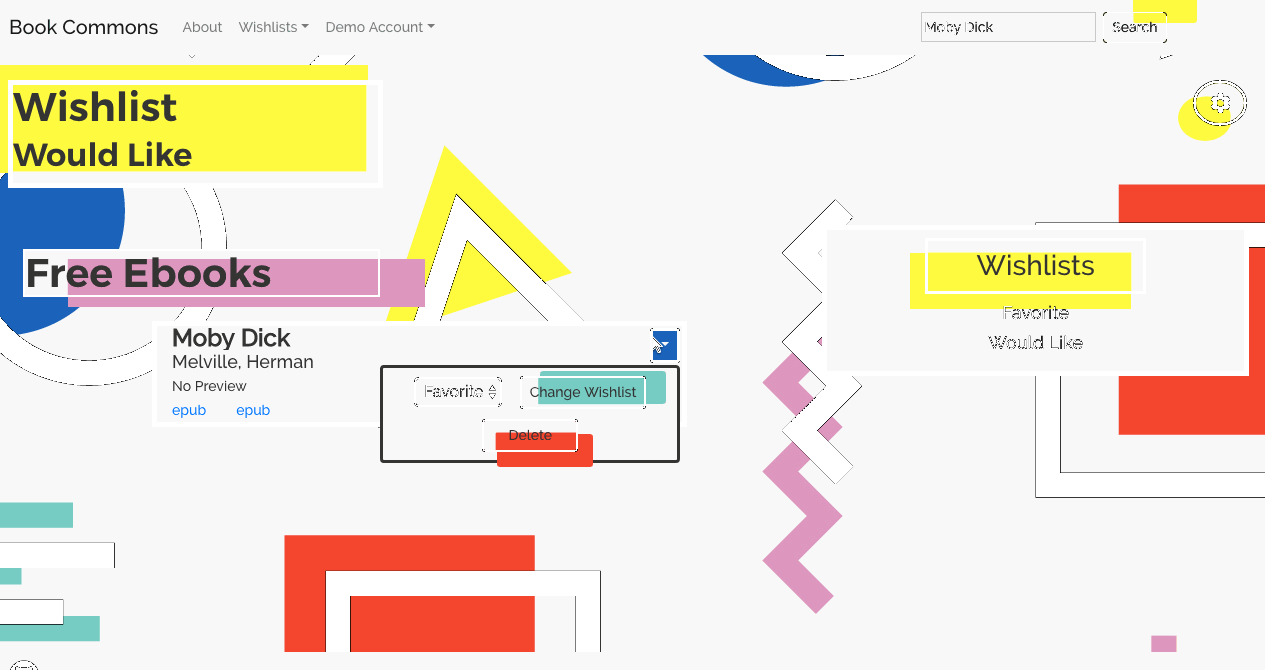 Book Commons About Wishlists Demo Account Moby Dick Search
Wishlist
Would Like
Free Ebooks
Moby Dick
Melville, Herman
No Preview
epub epub
Favorite Change Wishlist
Delete
Wishlists
Favorite
Would Like